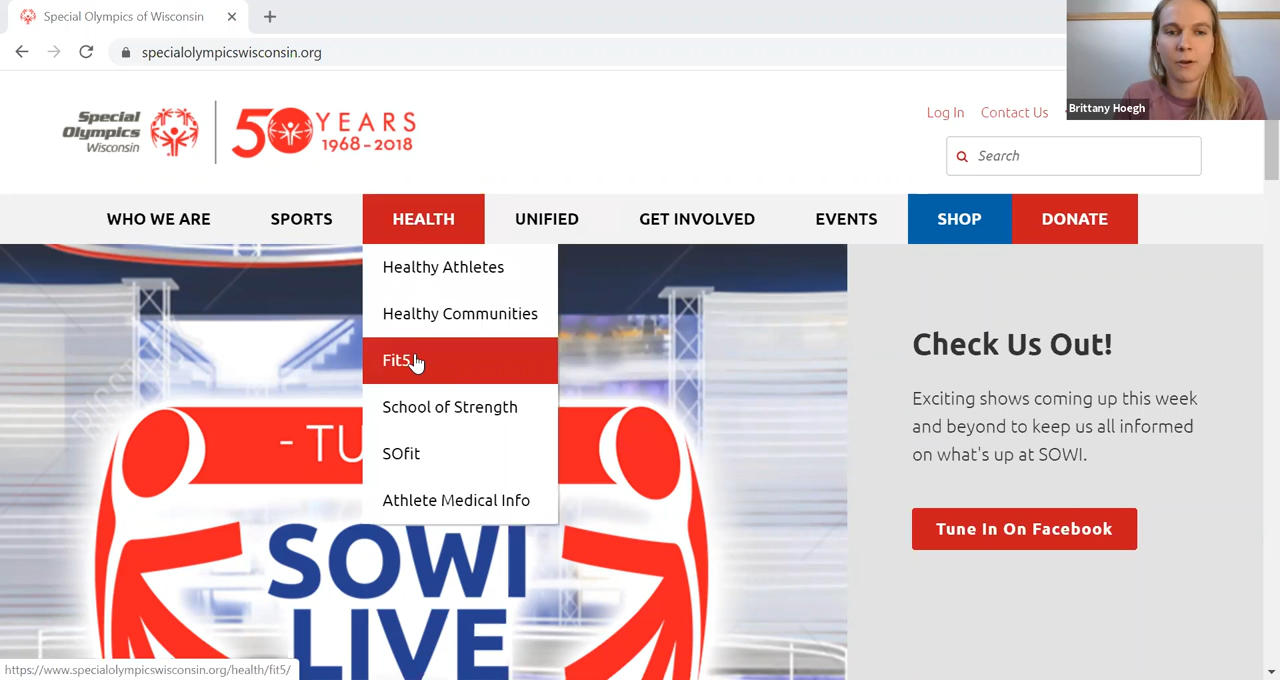 Special Olympics of Wisconsin
specialolympicswisconsin.org
Brittany Hoegh
Special
Olympics
Wisconsin
50 YEARS
1968-2018
Log In
Contact Us
Search
WHO WE ARE
SPORTS
HEALTH
UNIFIED
GET INVOLVED
EVENTS
SHOP
DONATE
Healthy Athletes
Healthy Communities
Fit5
School of Strength
SOfit
Athlete Medical Info
- TU
SOWI
LIVE
Check Us Out!
Exciting shows coming up this week
and beyond to keep us all informed
on what's up at SOWI.
Tune In On Facebook
https://www.specialolympicswisconsin.org/health/fit5/